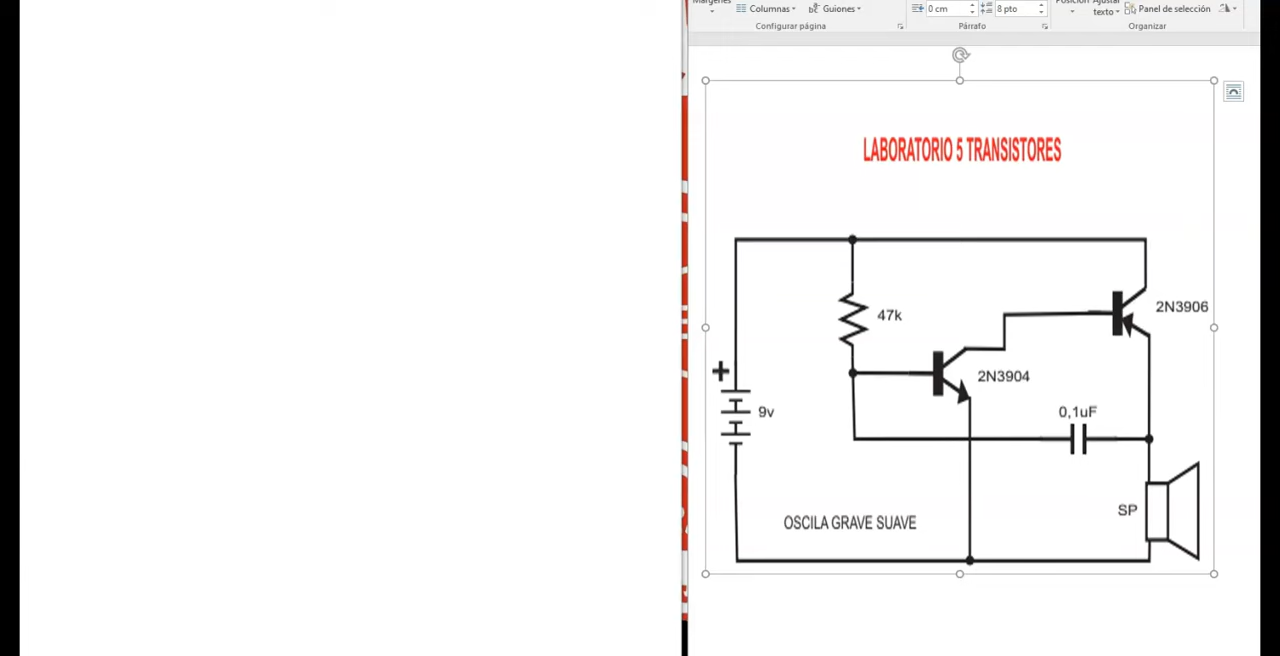 Columnas
Guiones
0 cm
8 pto
texto
Panel de selección
Configurar página
Párrafo
Organizar
LABORATORIO 5 TRANSISTORES
2N3906
47k
2N3904
+
9v
0,1uF
SP
OSCILA GRAVE SUAVE